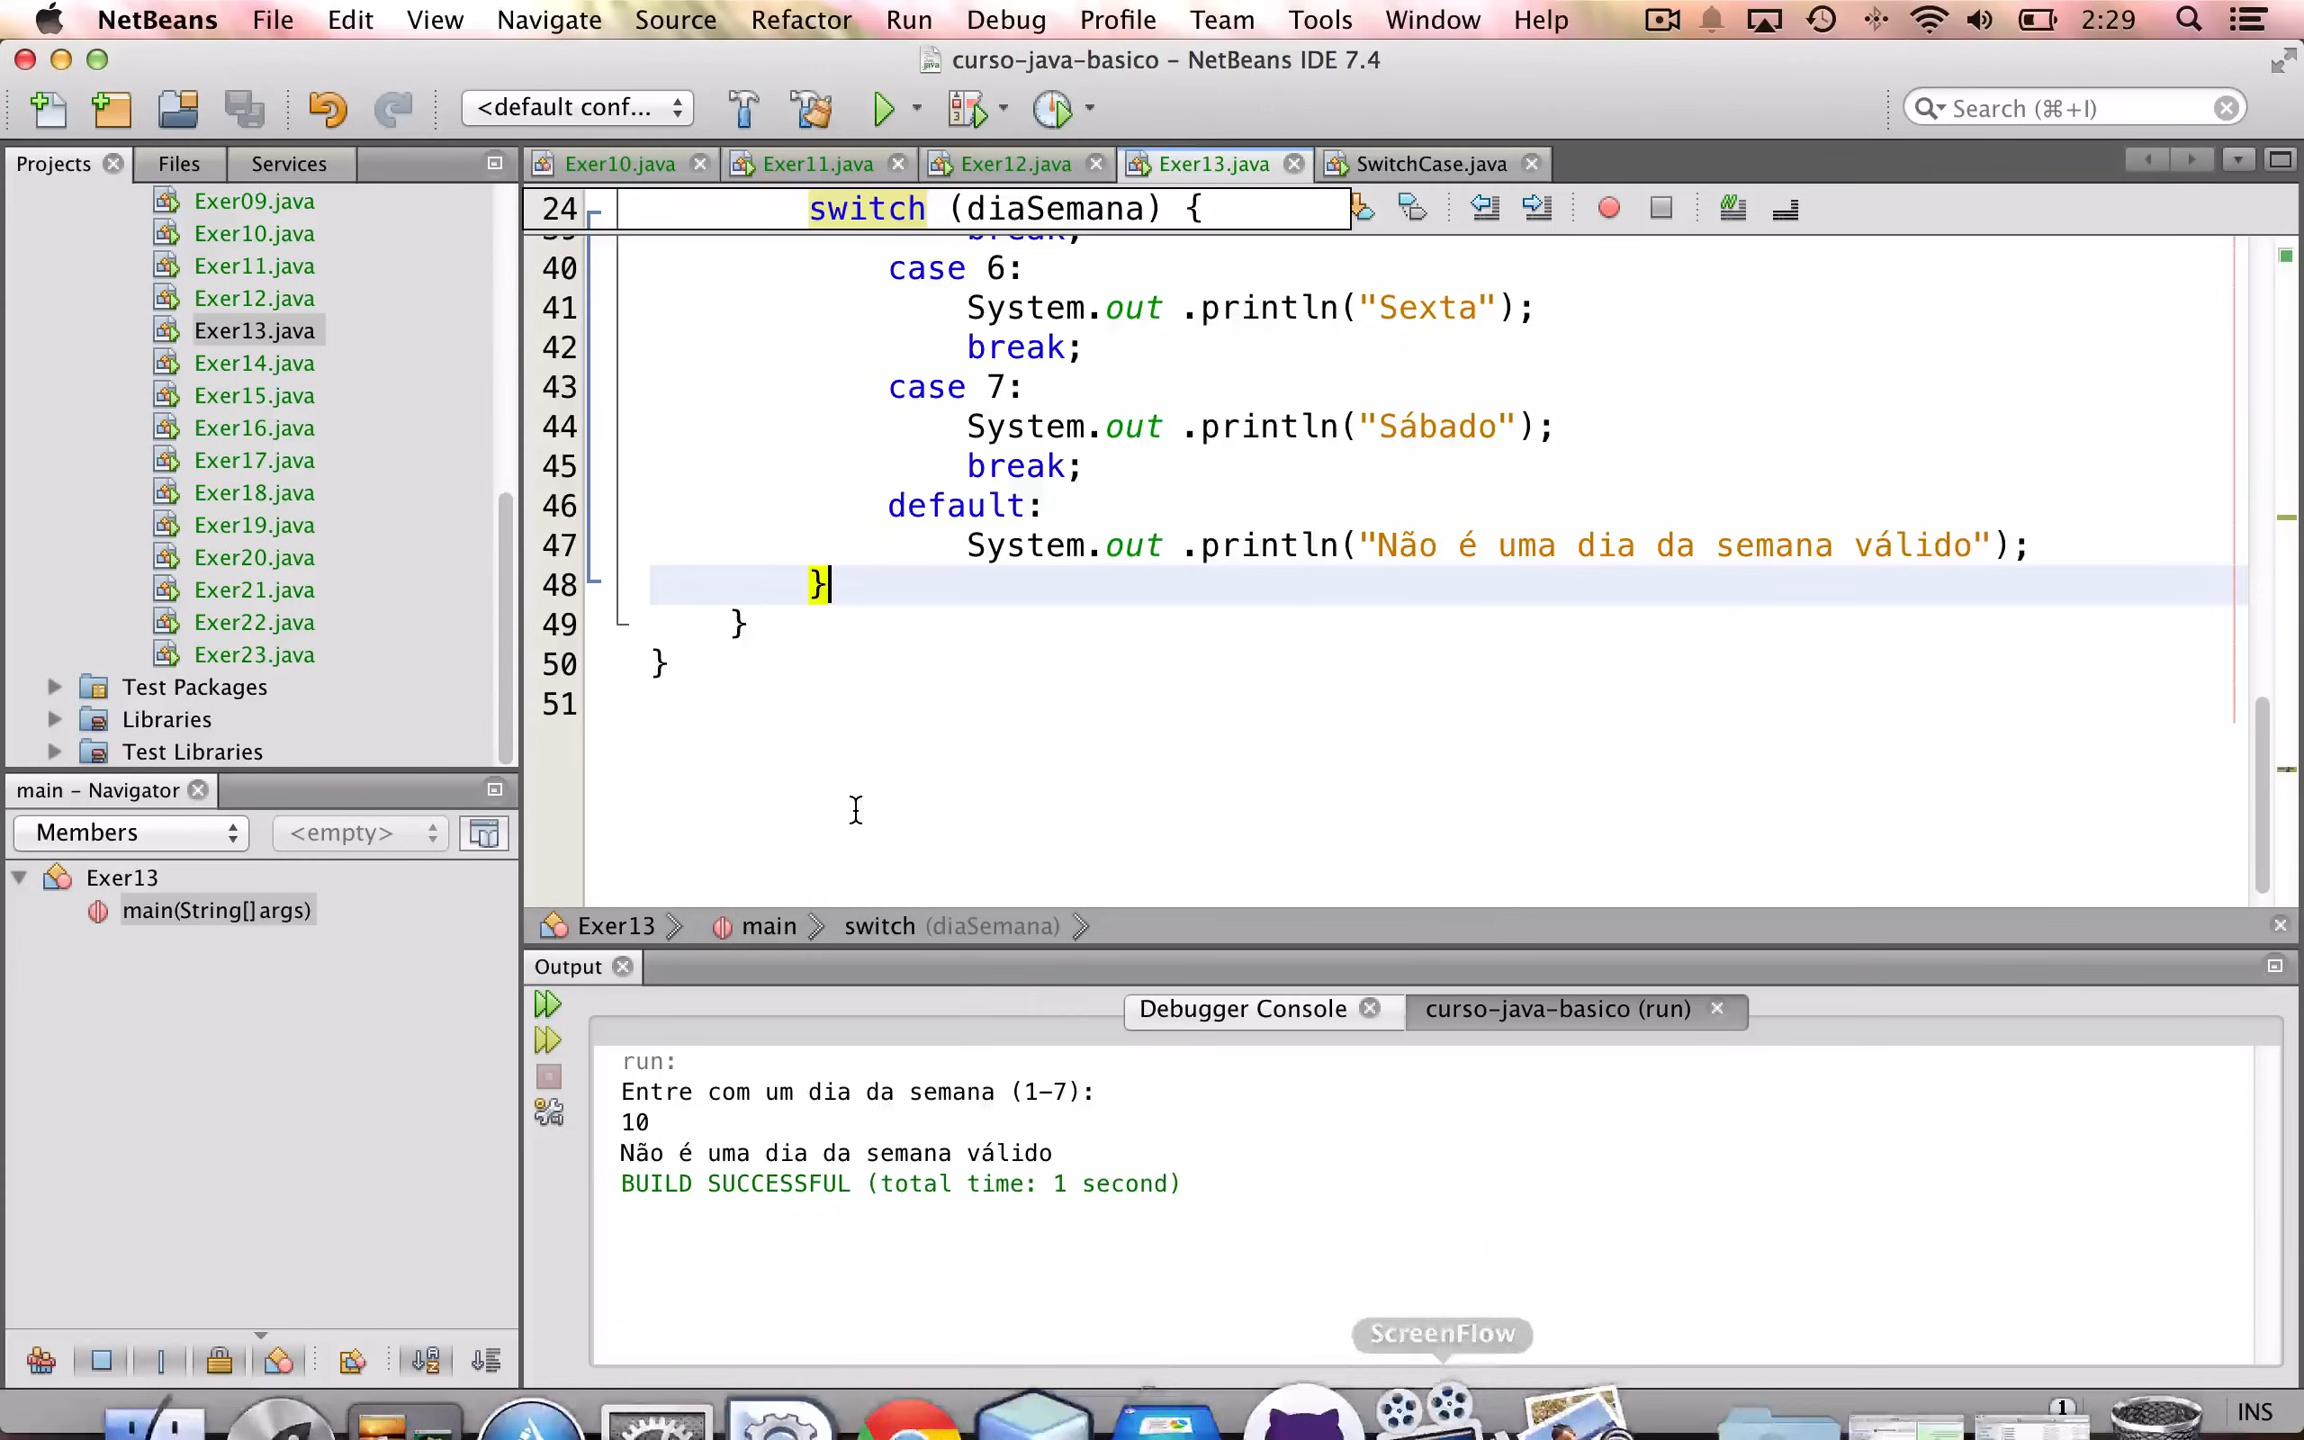 NetBeans File Edit View Navigate Source Refactor Run Debug Profile Team Tools Window Help 2:29
curso-java-basico – NetBeans IDE 7.4
<default conf... Search (⌘+I)
Projects Files Services
Exer09.java
Exer10.java
Exer11.java
Exer12.java
Exer13.java
Exer14.java
Exer15.java
Exer16.java
Exer17.java
Exer18.java
Exer19.java
Exer20.java
Exer21.java
Exer22.java
Exer23.java
Test Packages
Libraries
Test Libraries
main – Navigator
Members <empty>
Exer13
main(String[] args)
Exer10.java Exer11.java Exer12.java Exer13.java SwitchCase.java
24 switch (diaSemana) {
break;
40 case 6:
41 System.out .println("Sexta");
42 break;
43 case 7:
44 System.out .println("Sábado");
45 break;
46 default:
47 System.out .println("Não é uma dia da semana válido");
48 }
49 }
50 }
51
Exer13 main switch (diaSemana)
Output
Debugger Console curso-java-basico (run)
run:
Entre com um dia da semana (1-7):
10
Não é uma dia da semana válido
BUILD SUCCESSFUL (total time: 1 second)
ScreenFlow
1 INS